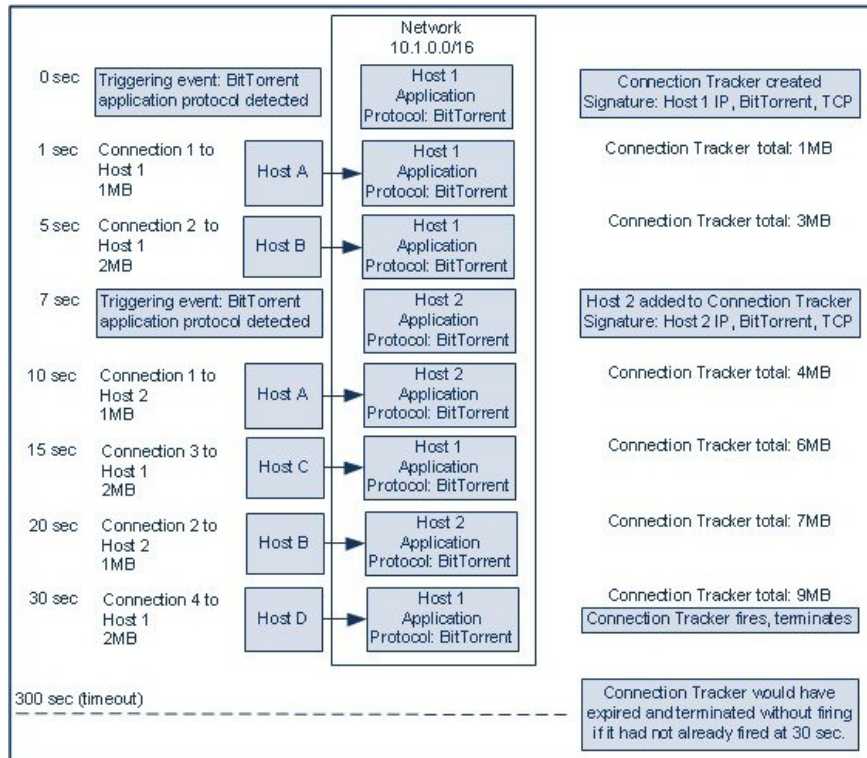 Network
10.1.0.0/16
0 sec
Triggering event: BitTorrent
application protocol detected
Host 1
Application
Protocol: BitTorrent
Connection Tracker created
Signature: Host 1 IP, BitTorrent, TCP
1 sec
Connection 1 to
Host 1
1MB
Host A
Host 1
Application
Protocol: BitTorrent
Connection Tracker total: 1MB
5 sec
Connection 2 to
Host 1
2MB
Host B
Host 1
Application
Protocol: BitTorrent
Connection Tracker total: 3MB
7 sec
Triggering event: BitTorrent
application protocol detected
Host 2
Application
Protocol: BitTorrent
Host 2 added to Connection Tracker
Signature: Host 2 IP, BitTorrent, TCP
10 sec
Connection 1 to
Host 2
1MB
Host A
Host 2
Application
Protocol: BitTorrent
Connection Tracker total: 4MB
15 sec
Connection 3 to
Host 1
2MB
Host C
Host 1
Application
Protocol: BitTorrent
Connection Tracker total: 6MB
20 sec
Connection 2 to
Host 2
1MB
Host B
Host 2
Application
Protocol: BitTorrent
Connection Tracker total: 7MB
30 sec
Connection 4 to
Host 1
2MB
Host D
Host 1
Application
Protocol: BitTorrent
Connection Tracker total: 9MB
Connection Tracker fires, terminates
300 sec (timeout)
Connection Tracker would have
expired and terminated without firing
if it had not already fired at 30 sec.